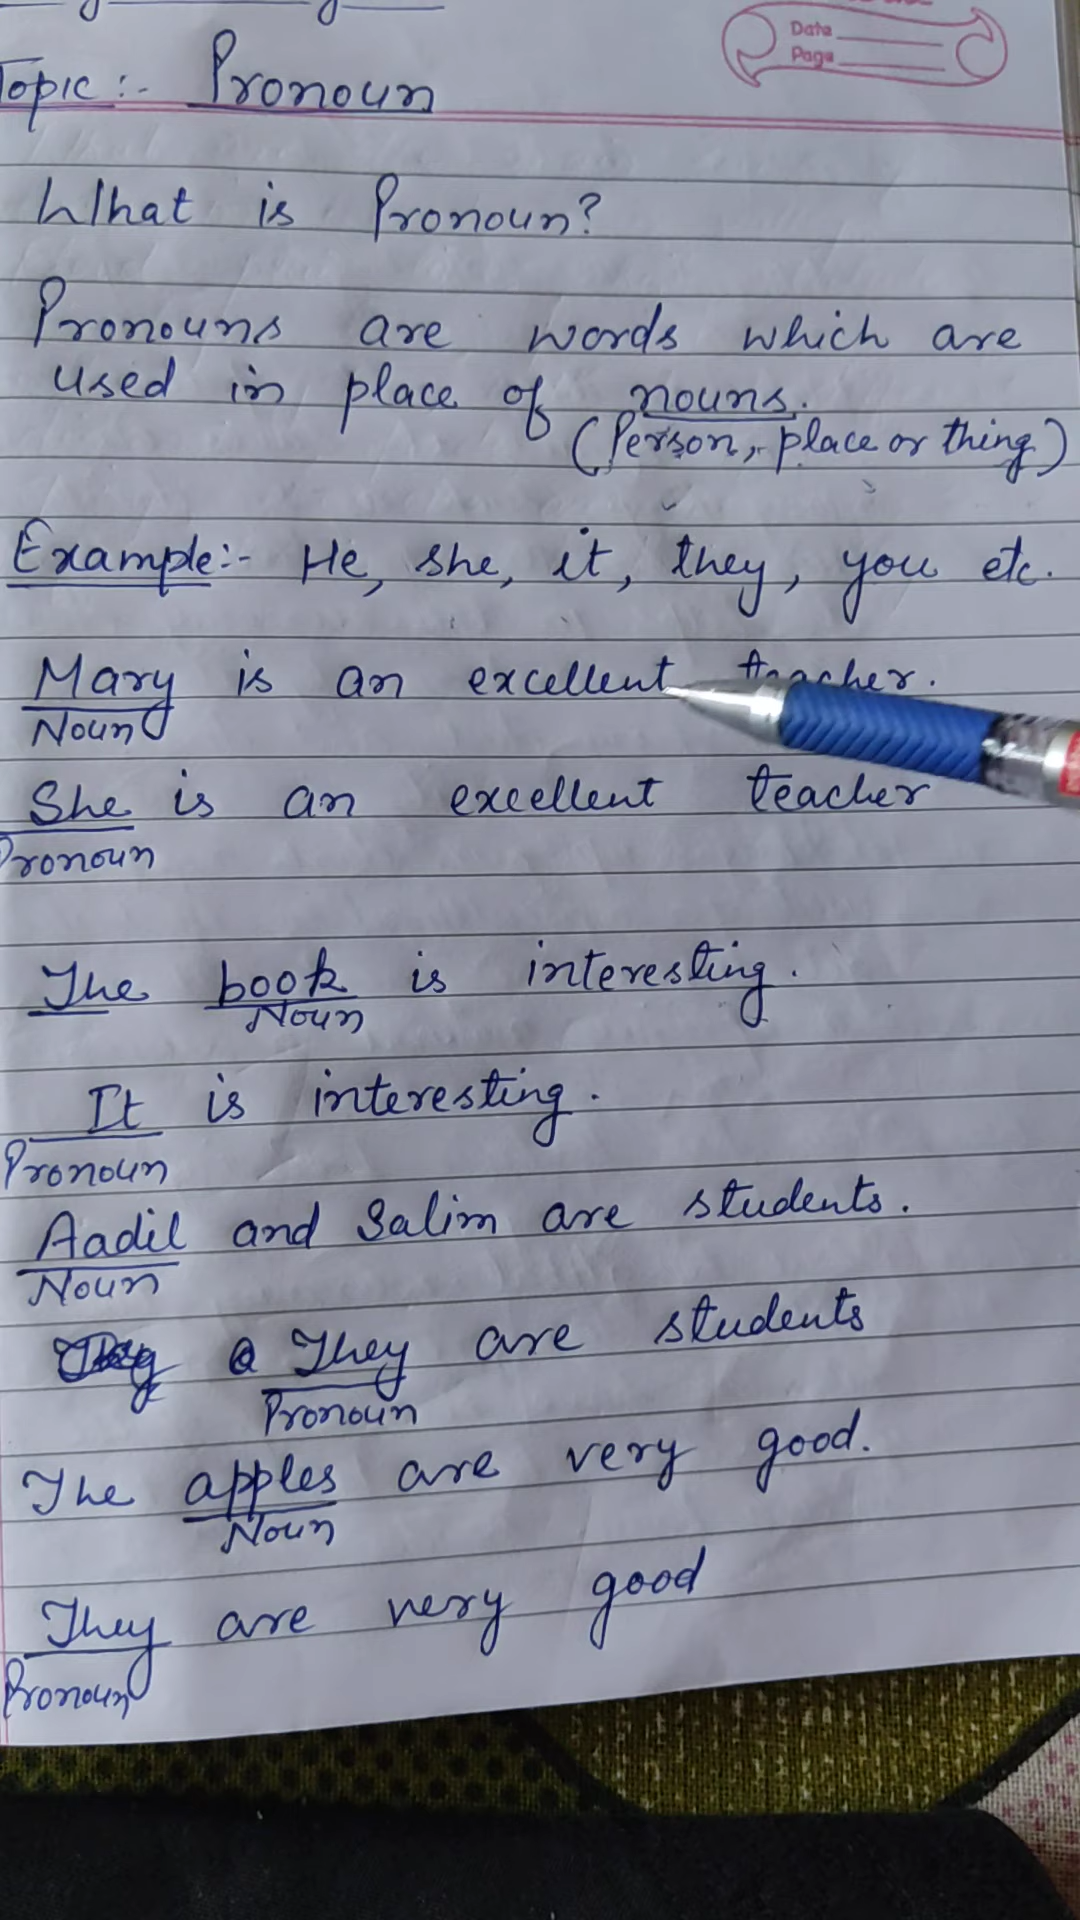 Date
Page
Topic:- Pronoun
What is Pronoun?
Pronouns are words which are
used in place of nouns.
(Person, place or thing)
Example:- He, she, it, they, you etc.
Mary is an excellent teacher.
Noun
She is an excellent teacher
Pronoun
The book is interesting.
Noun
It is interesting.
Pronoun
Aadil and Salim are students.
Noun
They are students
Pronoun
The apples are very good.
Noun
They are very good
Pronoun